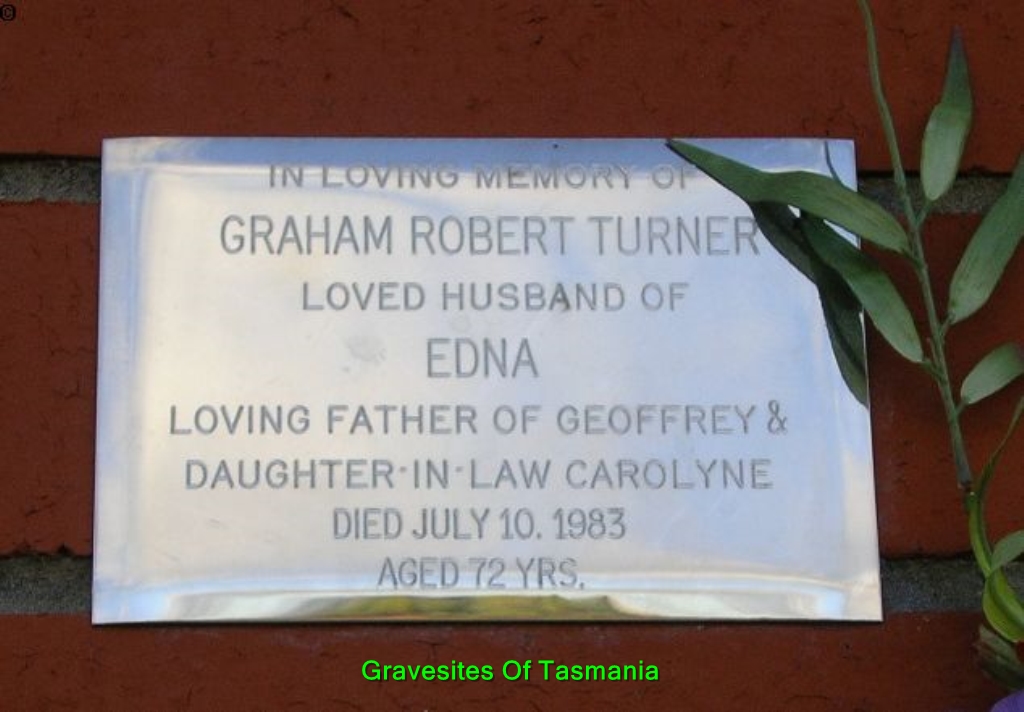 ©
IN LOVING MEMORY OF
GRAHAM ROBERT TURNER
LOVED HUSBAND OF
EDNA
LOVING FATHER OF GEOFFREY &
DAUGHTER-IN-LAW CAROLYNE
DIED JULY 10. 1983
AGED 72 YRS.
Gravesites Of Tasmania